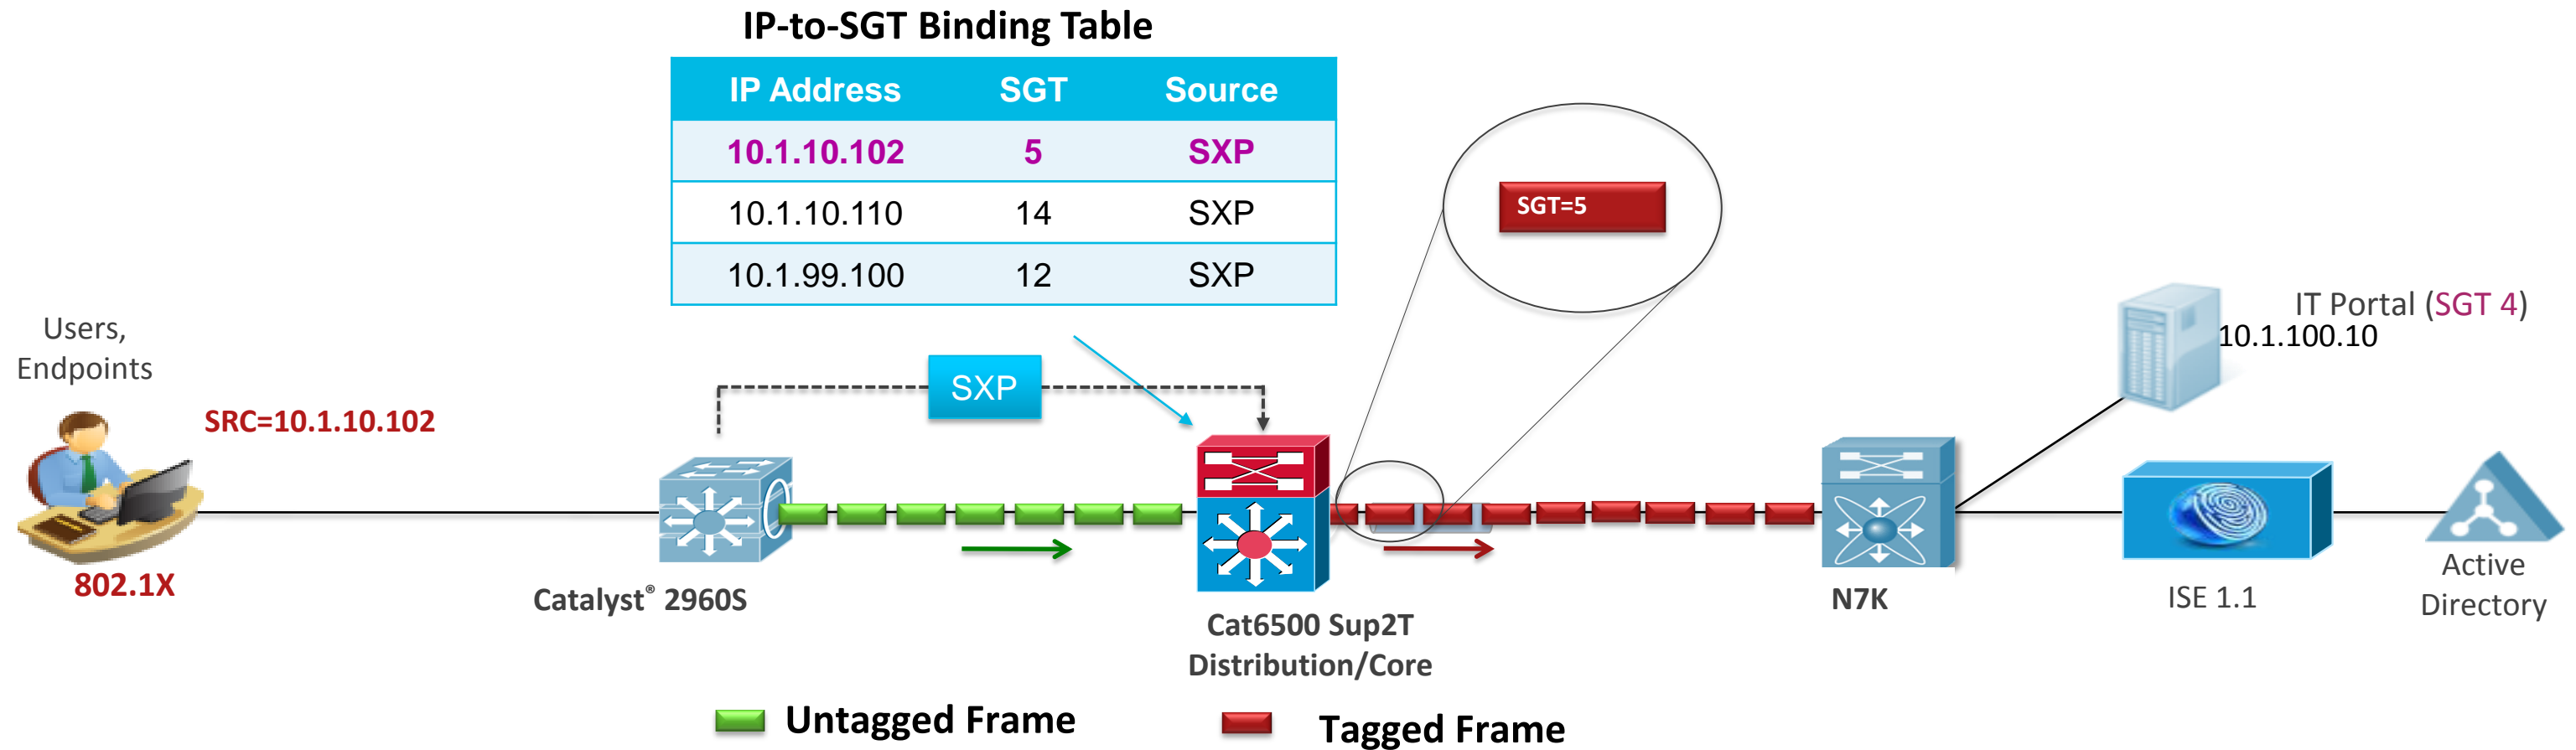 IP-to-SGT Binding Table
IP Address SGT Source
10.1.10.102 5 SXP
10.1.10.110 14 SXP
10.1.99.100 12 SXP
SGT=5
Users,
Endpoints
SRC=10.1.10.102
802.1X
SXP
Catalyst® 2960S
Cat6500 Sup2T
Distribution/Core
N7K
IT Portal (SGT 4)
10.1.100.10
ISE 1.1
Active
Directory
Untagged Frame
Tagged Frame